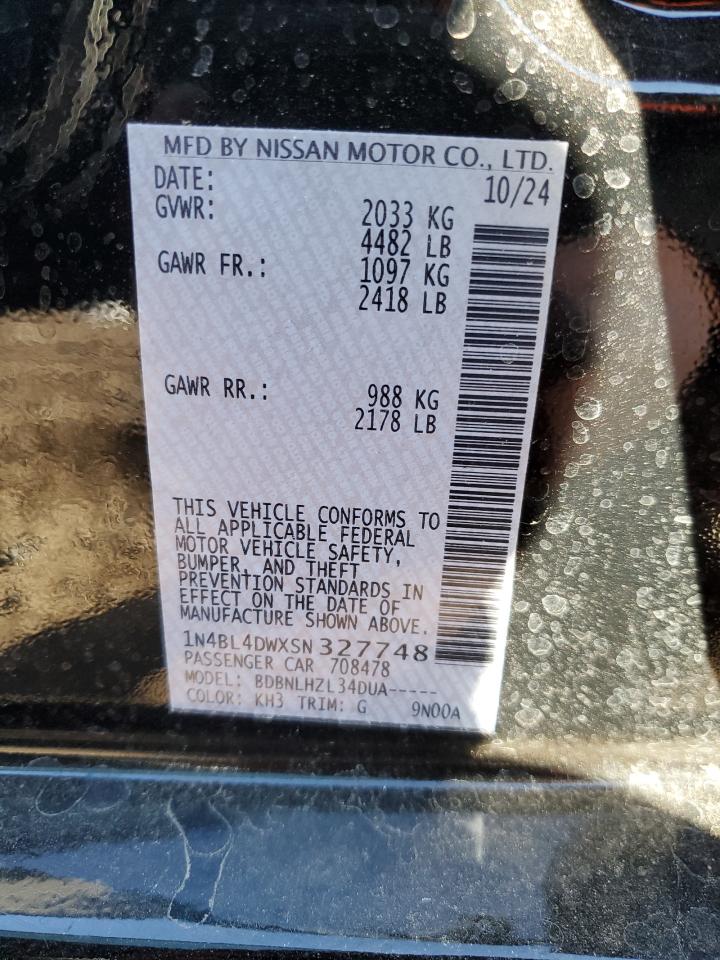 MFD BY NISSAN MOTOR CO., LTD.
DATE: 10/24
GVWR: 2033 KG
4482 LB
GAWR FR.: 1097 KG
2418 LB
GAWR RR.: 988 KG
2178 LB
THIS VEHICLE CONFORMS TO
ALL APPLICABLE FEDERAL
MOTOR VEHICLE SAFETY,
BUMPER, AND THEFT
PREVENTION STANDARDS IN
EFFECT ON THE DATE OF
MANUFACTURE SHOWN ABOVE.
1N4BL4DWXSN327748
PASSENGER CAR 708478
MODEL: BDBNLHZL34DUA-----
COLOR: KH3 TRIM: G 9N00A